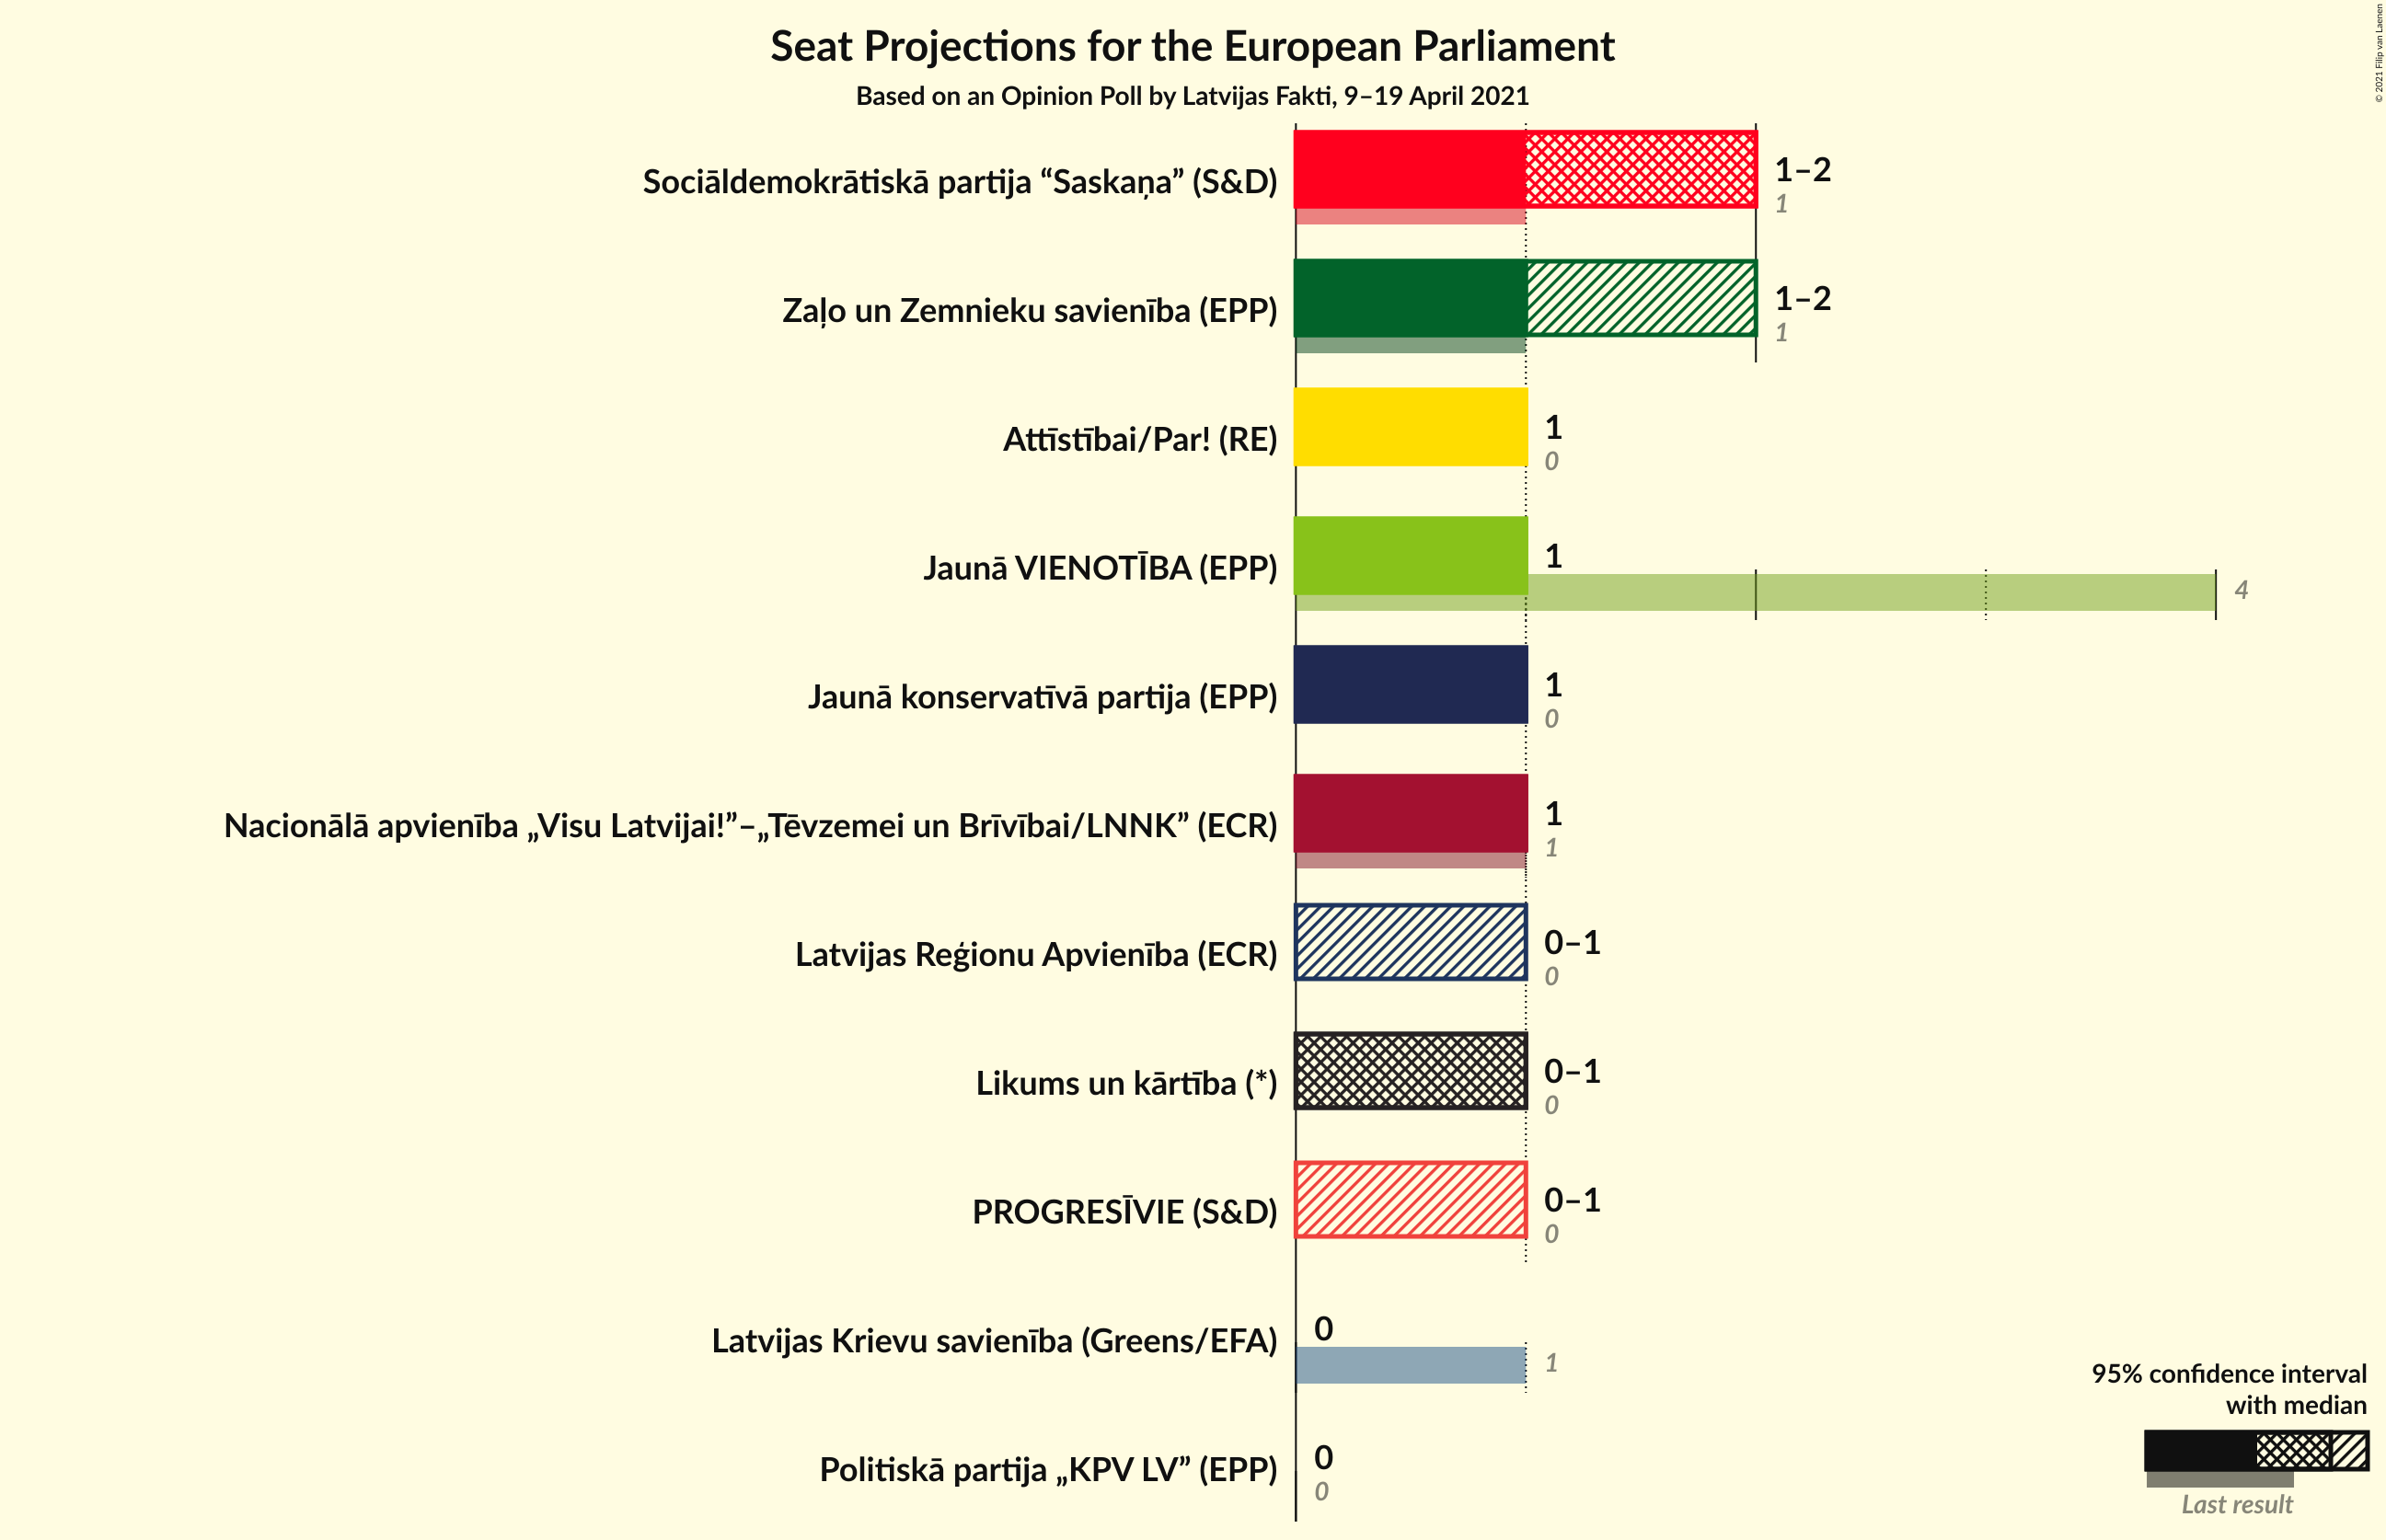 Seat Projections for the European Parliament
Based on an Opinion Poll by Latvijas Fakti, 9–19 April 2021
© 2021 Filip van Laenen
Sociāldemokrātiskā partija “Saskaņa” (S&D)
1–2
1
Zaļo un Zemnieku savienība (EPP)
1–2
1
Attīstībai/Par! (RE)
1
0
Jaunā VIENOTĪBA (EPP)
1
4
Jaunā konservatīvā partija (EPP)
1
0
Nacionālā apvienība „Visu Latvijai!”–„Tēvzemei un Brīvībai/LNNK” (ECR)
1
1
Latvijas Reģionu Apvienība (ECR)
0–1
0
Likums un kārtība (*)
0–1
0
PROGRESĪVIE (S&D)
0–1
0
Latvijas Krievu savienība (Greens/EFA)
0
1
Politiskā partija „KPV LV” (EPP)
0
0
95% confidence interval
with median
Last result